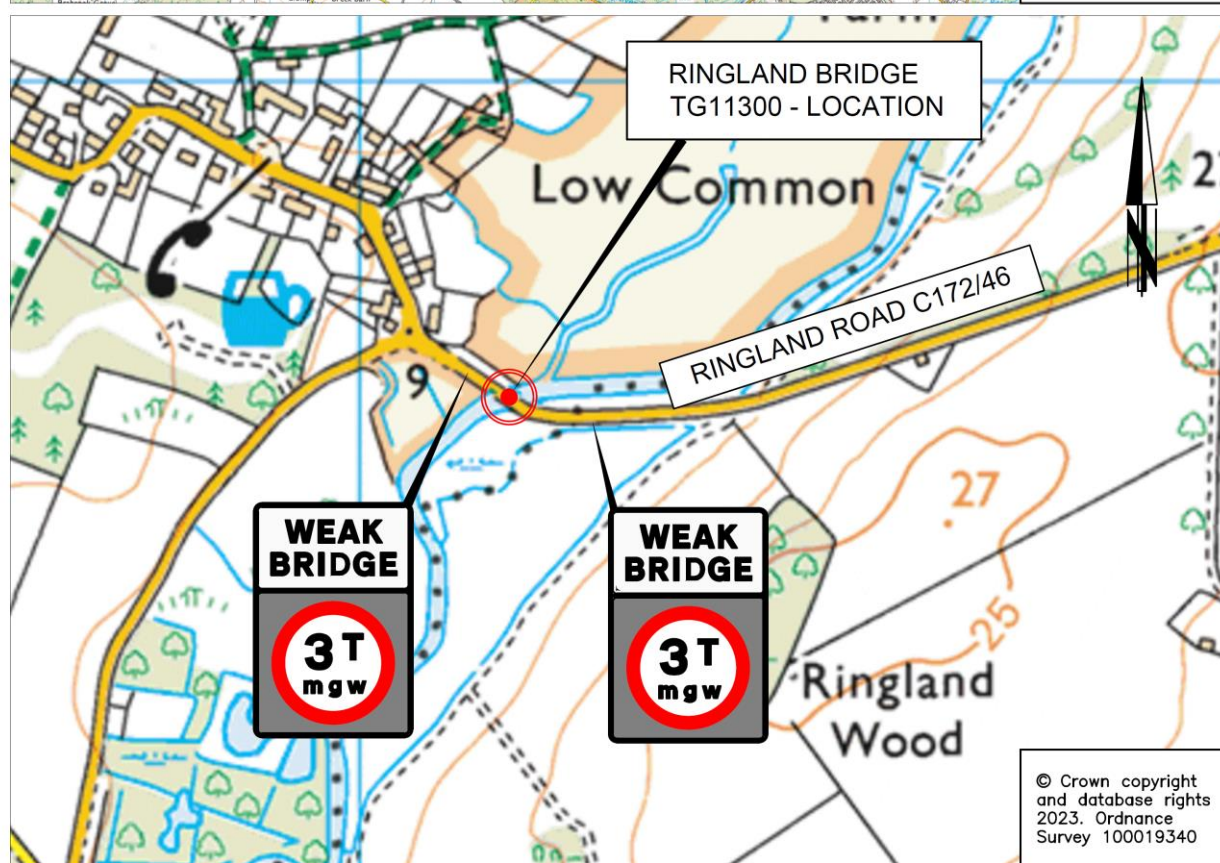 RINGLAND BRIDGE
TG11300 - LOCATION
Low Common
RINGLAND ROAD C172/46
9
27
25
WEAK
BRIDGE
3T
mgw
WEAK
BRIDGE
3T
mgw
Ringland
Wood
N
© Crown copyright
and database rights
2023. Ordnance
Survey 100019340